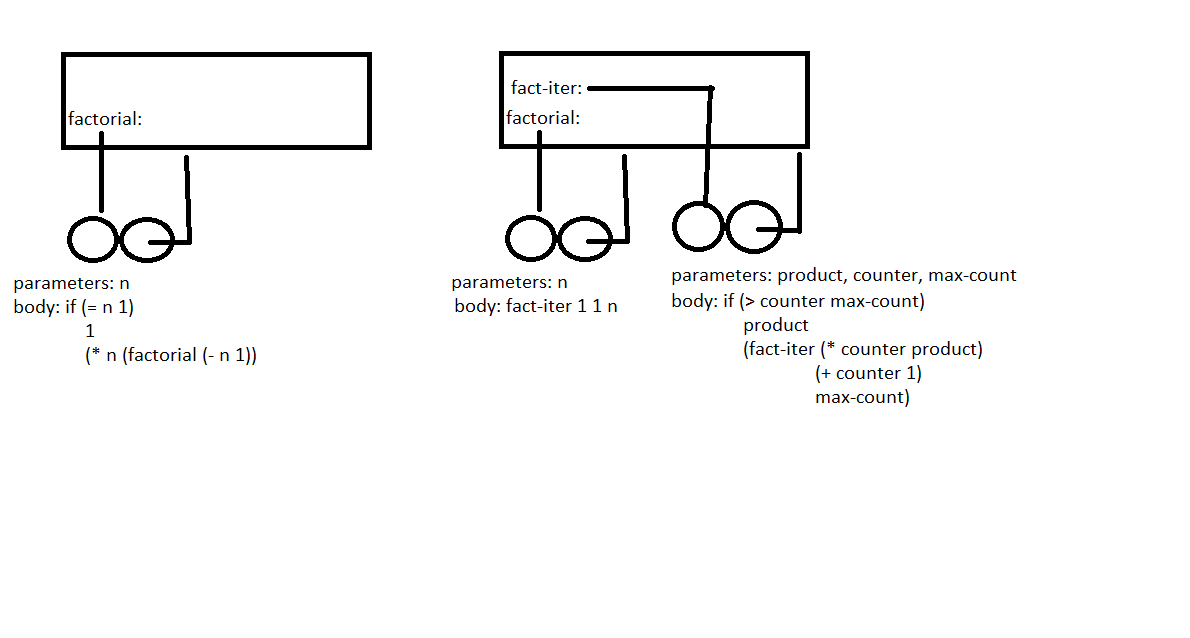 factorial:
parameters: n
body: if (= n 1)
1
(* n (factorial (- n 1))
fact-iter:
factorial:
parameters: n
body: fact-iter 1 1 n
parameters: product, counter, max-count
body: if (> counter max-count)
product
(fact-iter (* counter product)
(+ counter 1)
max-count)